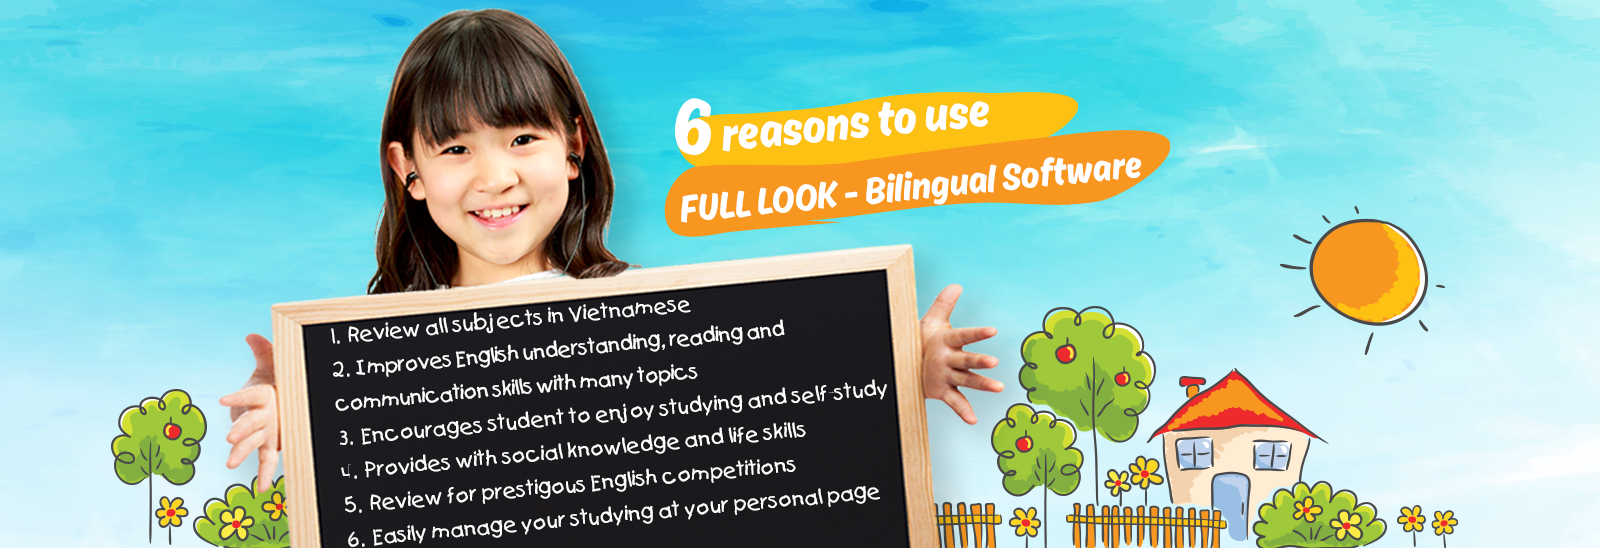 6 reasons to use
FULL LOOK - Bilingual Software
1. Review all subjects in Vietnamese
2. Improves English understanding, reading and
communication skills with many topics
3. Encourages student to enjoy studying and self-study
4. Provides with social knowledge and life skills
5. Review for prestigous English competitions
6. Easily manage your studying at your personal page